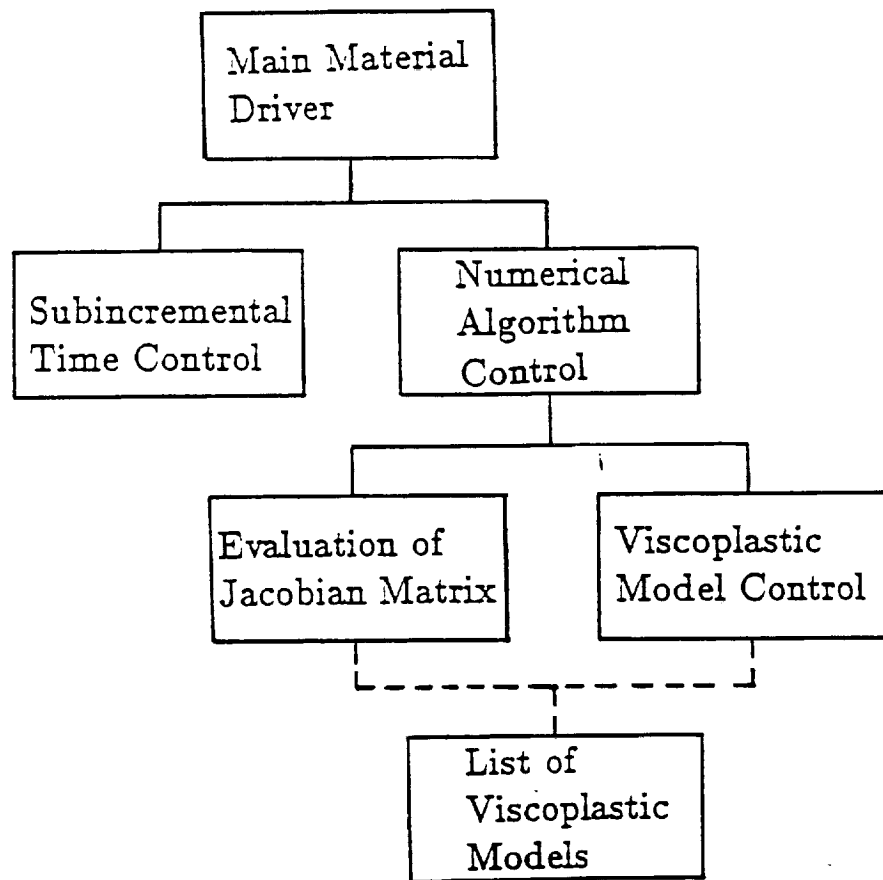 Main Material
Driver
Subincremental
Time Control
Numerical
Algorithm
Control
Evaluation of
Jacobian Matrix
Viscoplastic
Model Control
List of
Viscoplastic
Models